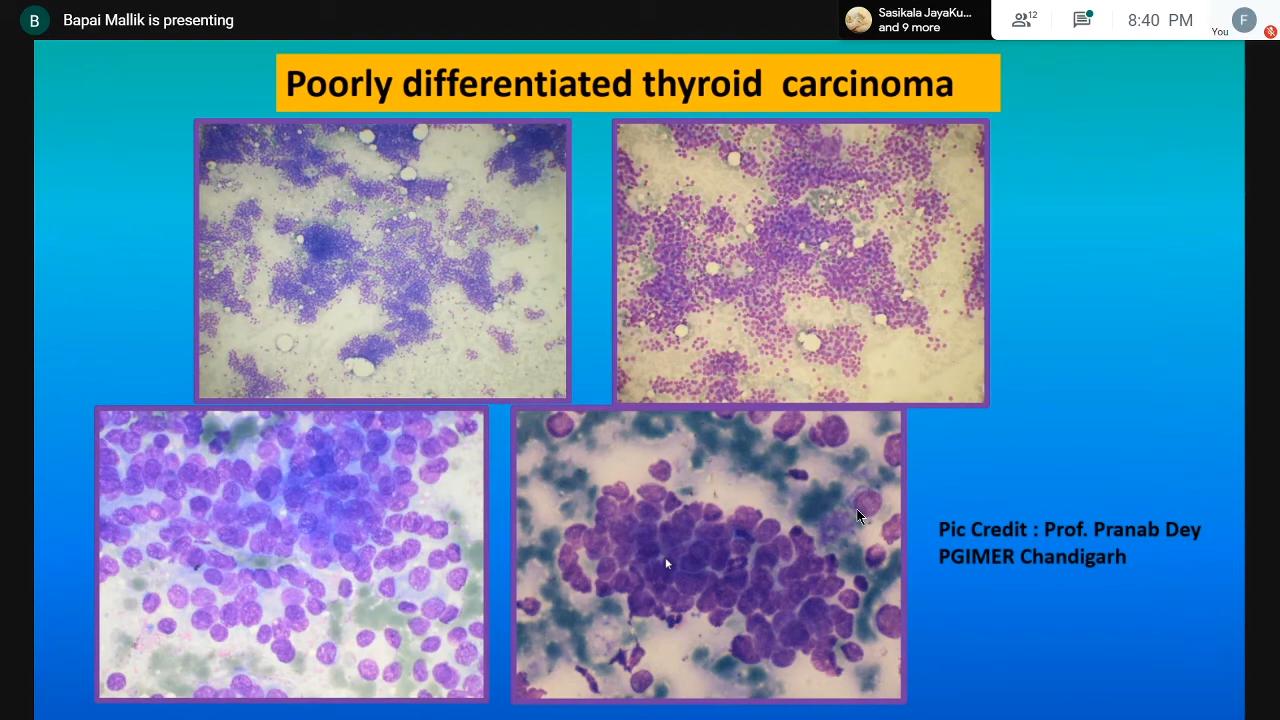 B
Bapai Mallik is presenting
Sasikala JayaKu...
and 9 more
12
8:40 PM
You
F
Poorly differentiated thyroid carcinoma
Pic Credit : Prof. Pranab Dey
PGIMER Chandigarh